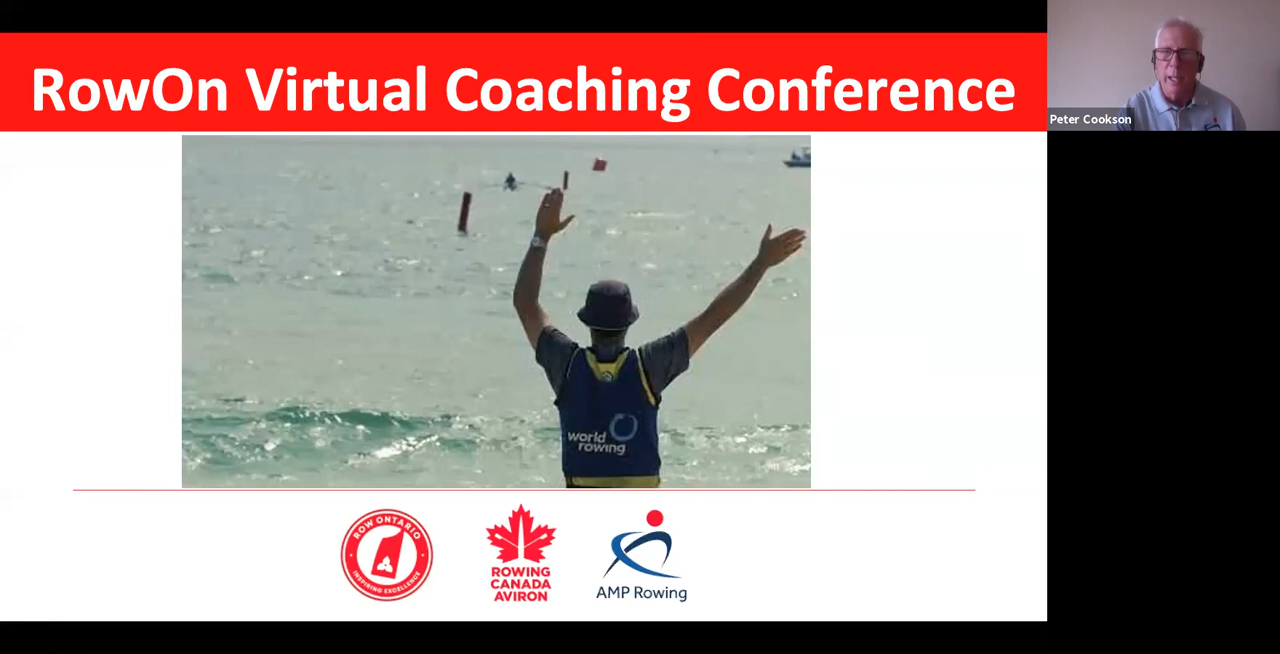 RowOn Virtual Coaching Conference
Peter Cookson
world
rowing
ROW ONTARIO
INSPIRING EXCELLENCE
ROWING
CANADA
AVIRON
AMP Rowing